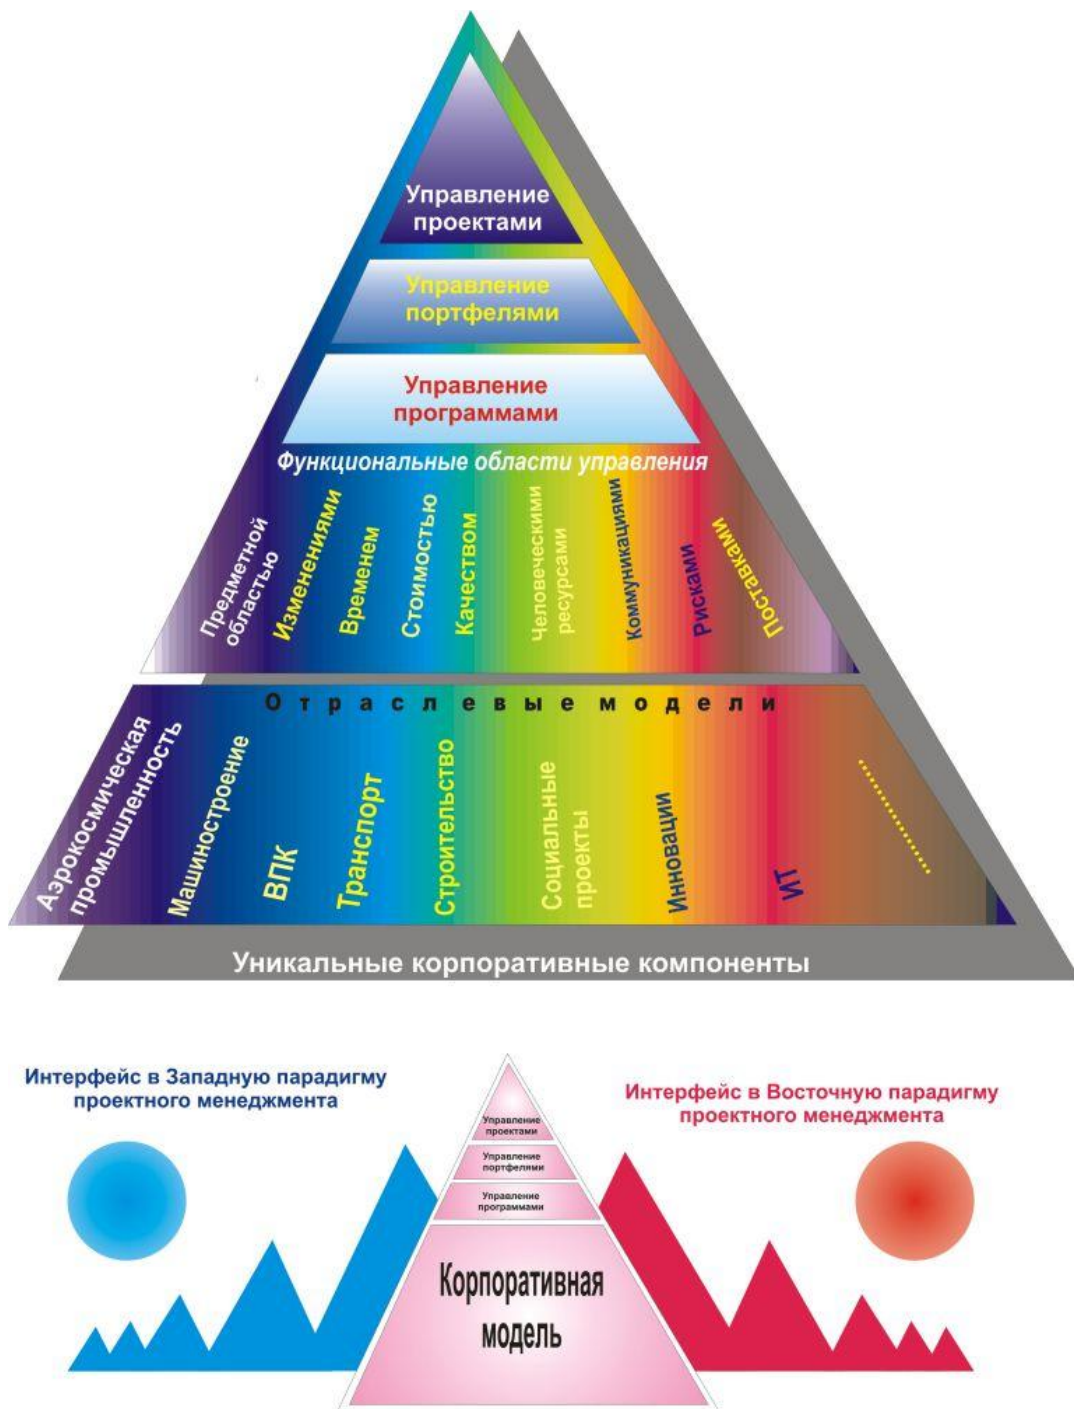 Управление
проектами
Управление
портфелями
Управление
программами
Функциональные области управления
Предметной
областью
Изменениями
Временем
Стоимостью
Качеством
Человеческими
ресурсами
Коммуникациями
Рисками
Поставками
Отраслевые модели
Аэрокосмическая
промышленность
Машиностроение
ВПК
Транспорт
Строительство
Социальные
проекты
Инновации
ИТ
Уникальные корпоративные компоненты
Интерфейс в Западную парадигму
проектного менеджмента
Интерфейс в Восточную парадигму
проектного менеджмента
Управление
проектами
Управление
портфелями
Управление
программами
Корпоративная
модель